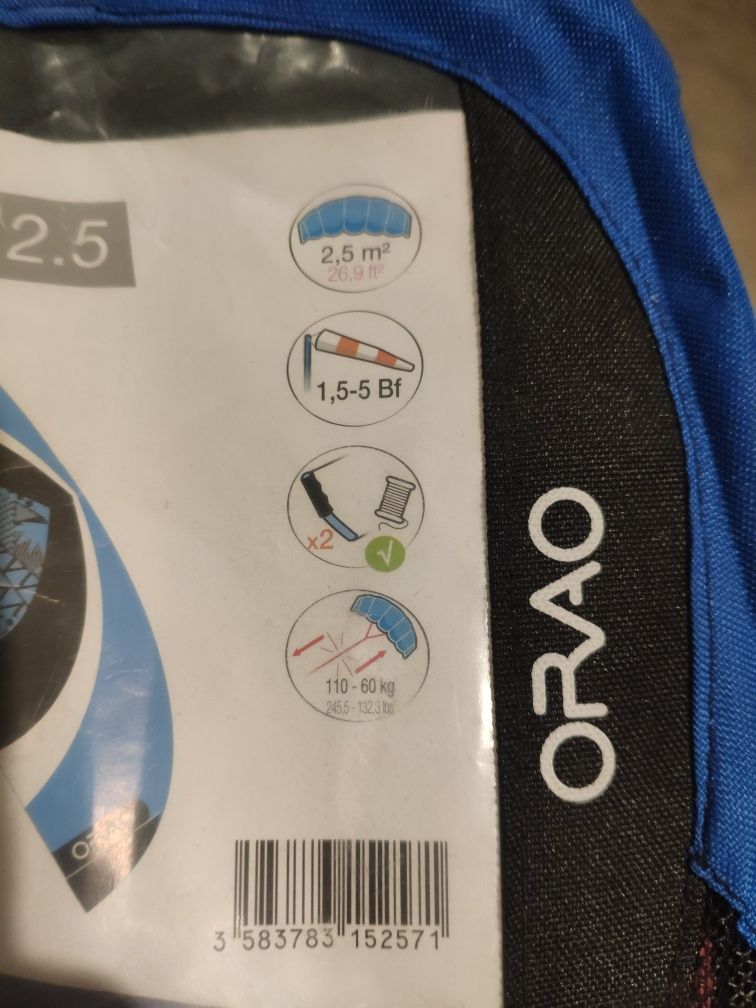 2.5
2,5 m²
26,9 ft²
1,5-5 Bf
x2
110 - 60 kg
245,5 - 132,3 lbs
ORAO
3 583783 152571